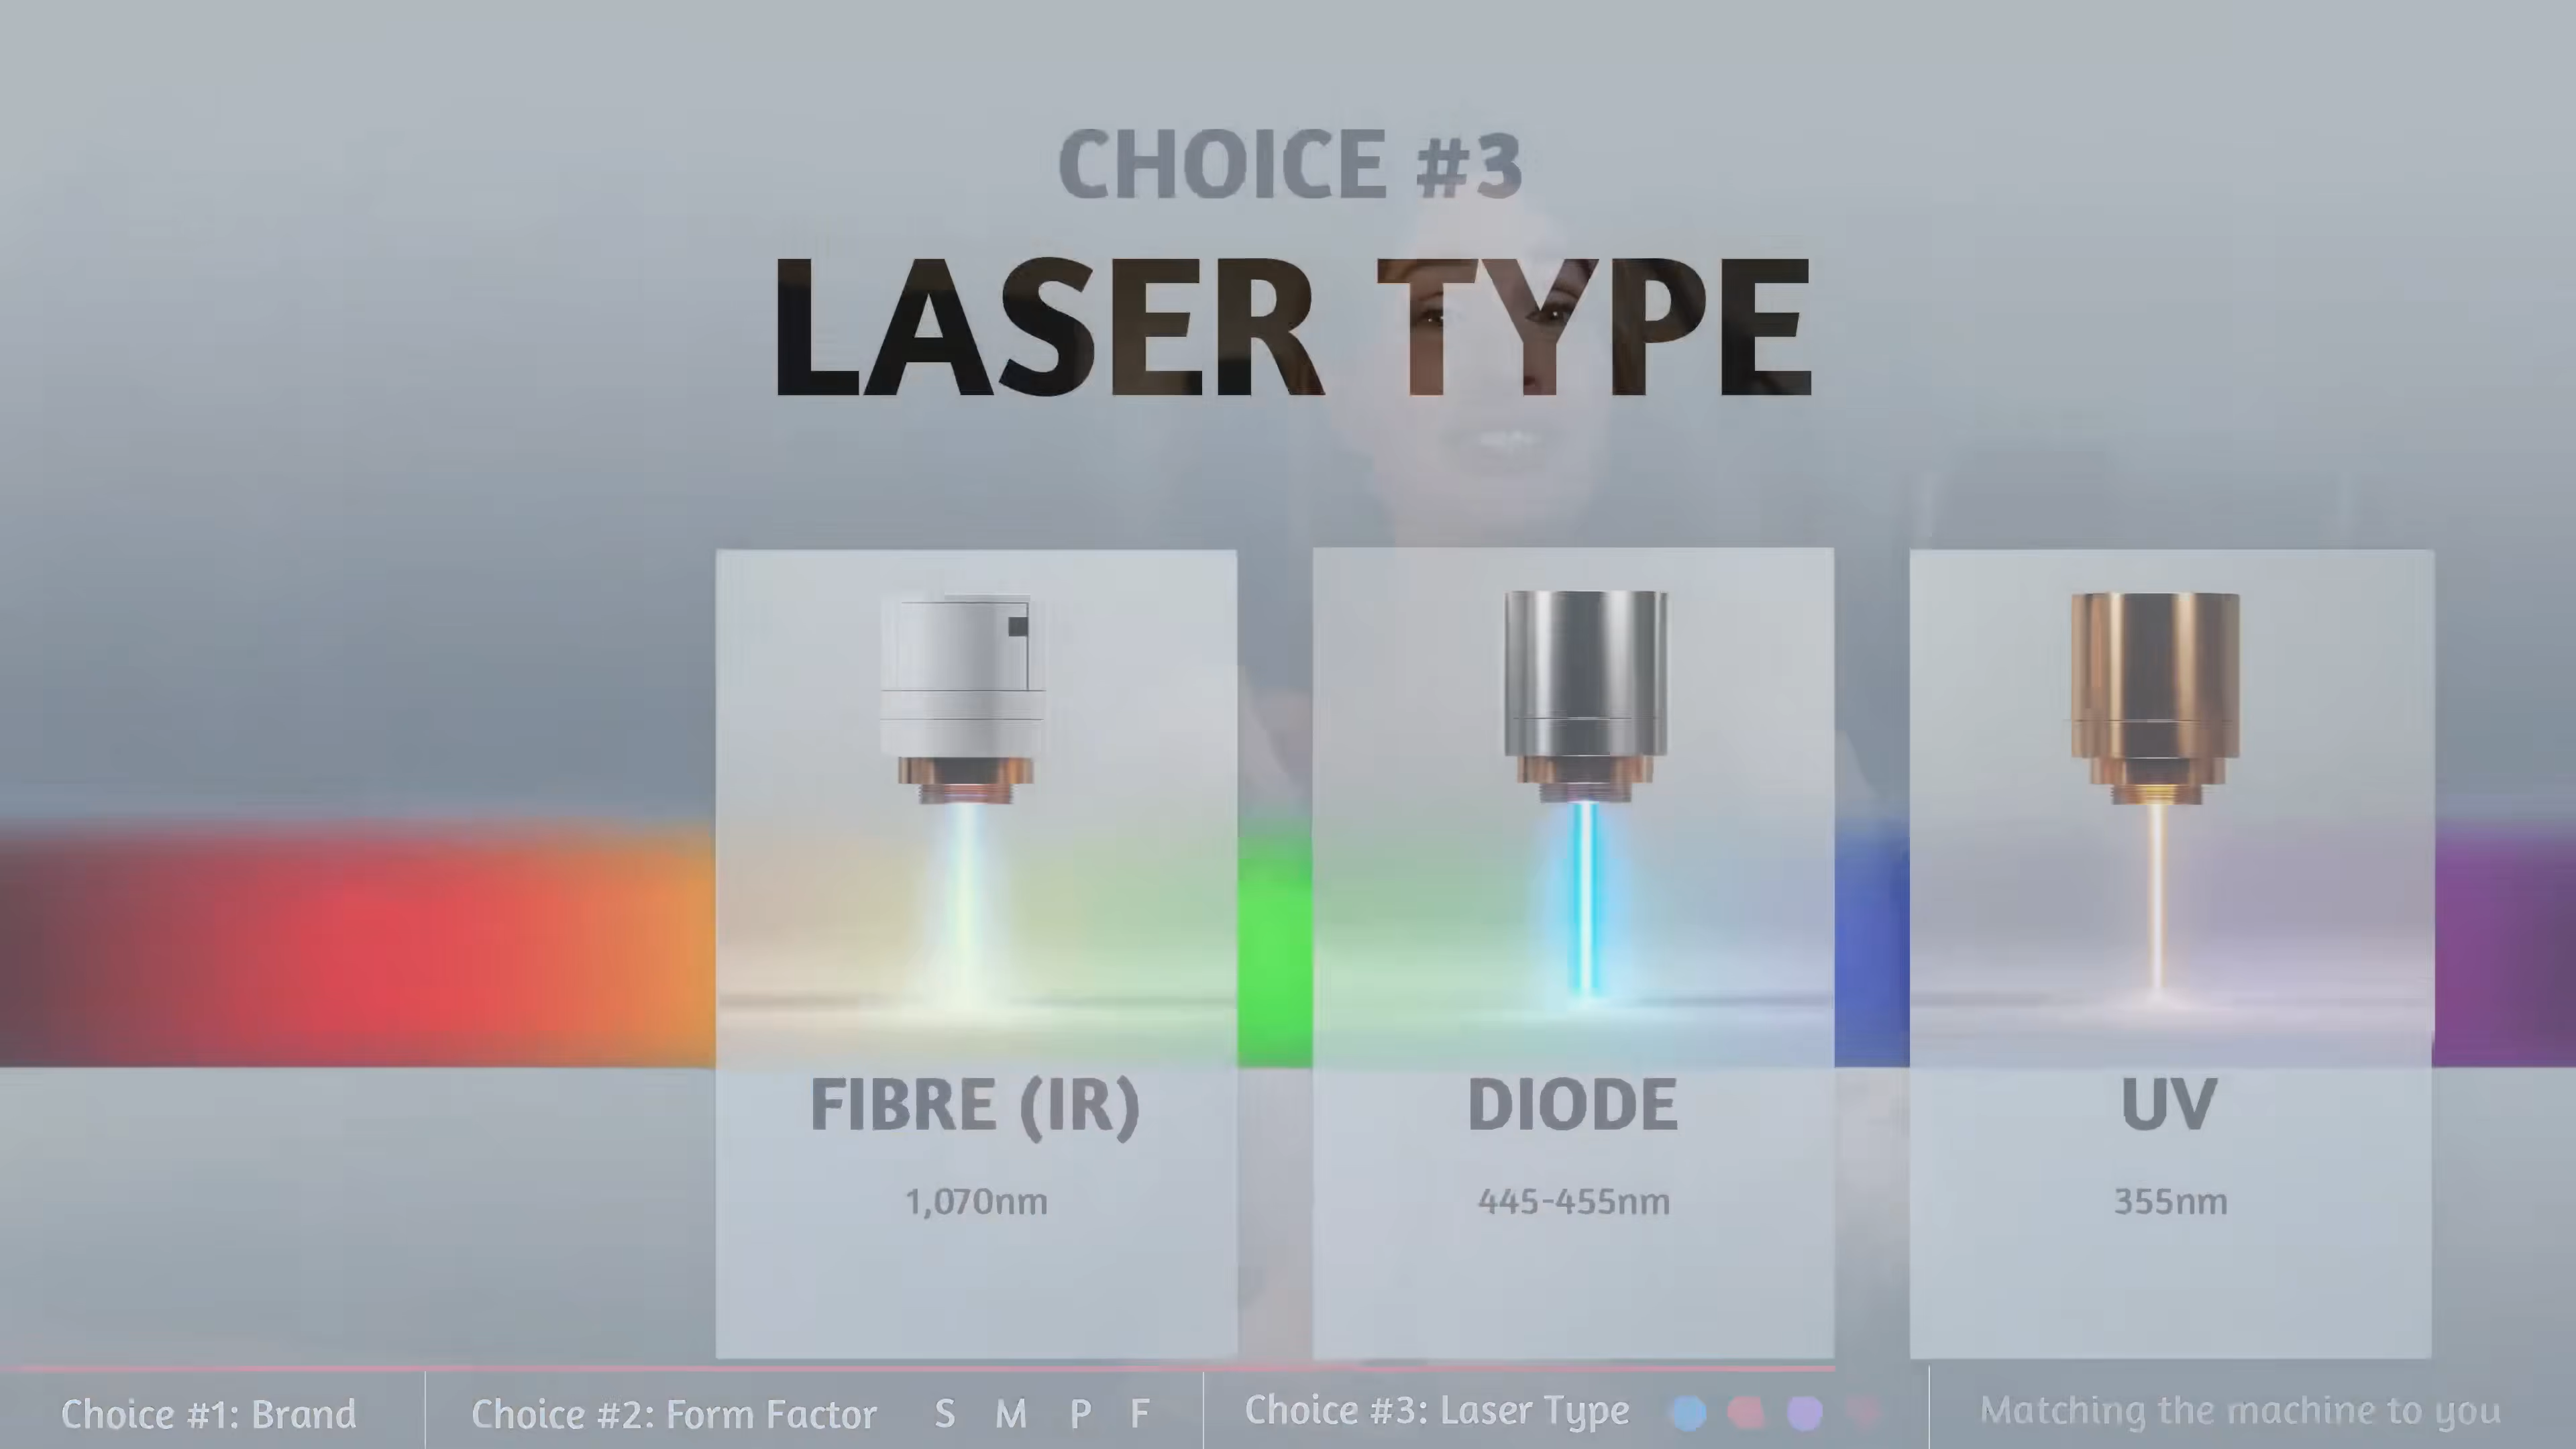 CHOICE #3
LASER TYPE
FIBRE (IR)
1,070nm
DIODE
445-455nm
UV
355nm
Choice #1: Brand
Choice #2: Form Factor S M P F
Choice #3: Laser Type
Matching the machine to you